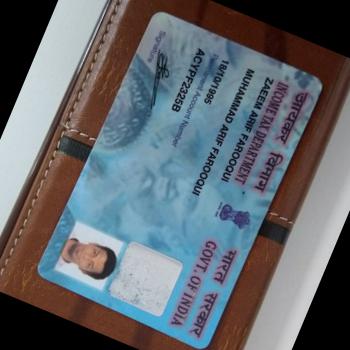 आयकर विभाग
INCOME TAX DEPARTMENT
भारत सरकार
GOVT. OF INDIA
ZAEEM ARIF FAROOQUI
MUHAMMAD ARIF FAROOQUI
18/10/1995
Permanent Account Number
ACYPF2325B
Signature